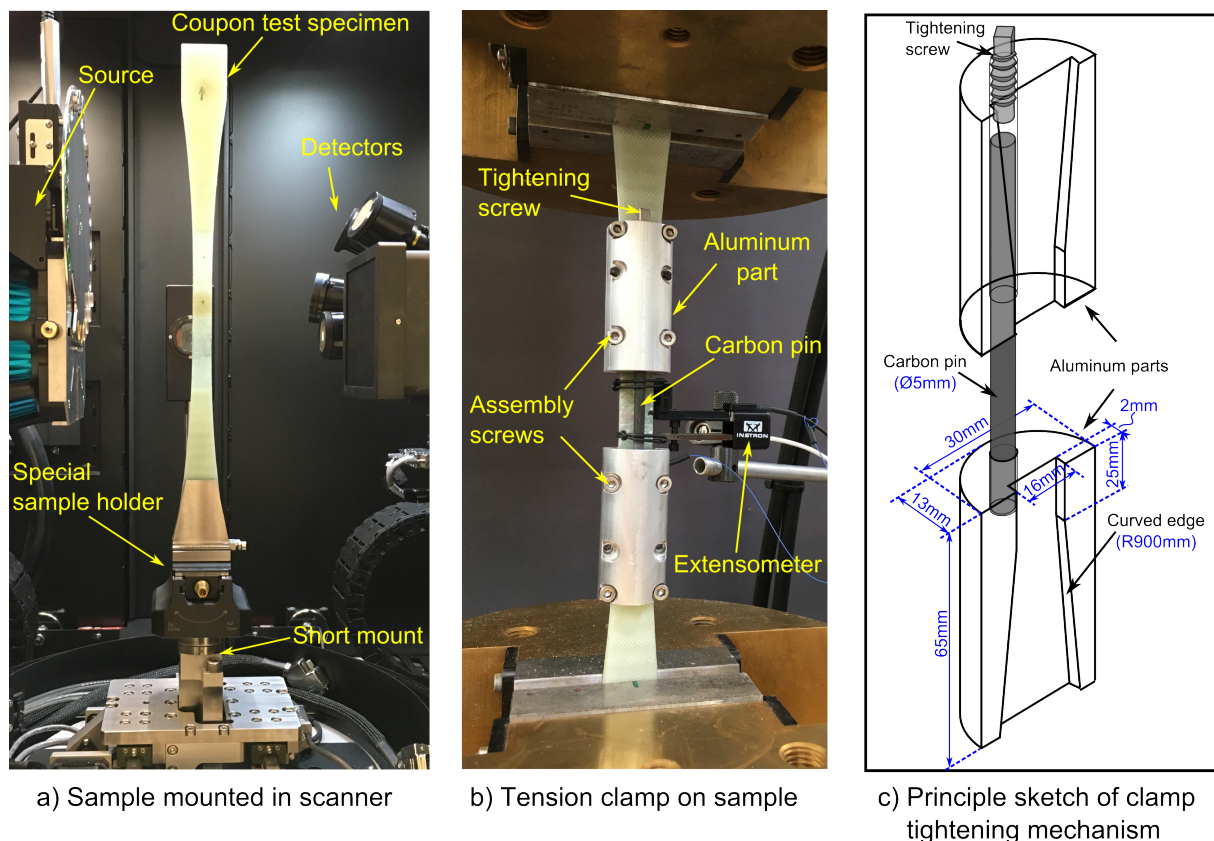 Coupon test specimen
Source
Detectors
Special
sample holder
Short mount
a) Sample mounted in scanner
Tightening
screw
Aluminum
part
Carbon pin
Assembly
screws
INSTRON
Extensometer
b) Tension clamp on sample
Tightening
screw
Carbon pin
(Ø5mm)
Aluminum parts
2mm
30mm
25mm
16mm
13mm
Curved edge
(R900mm)
65mm
c) Principle sketch of clamp
tightening mechanism